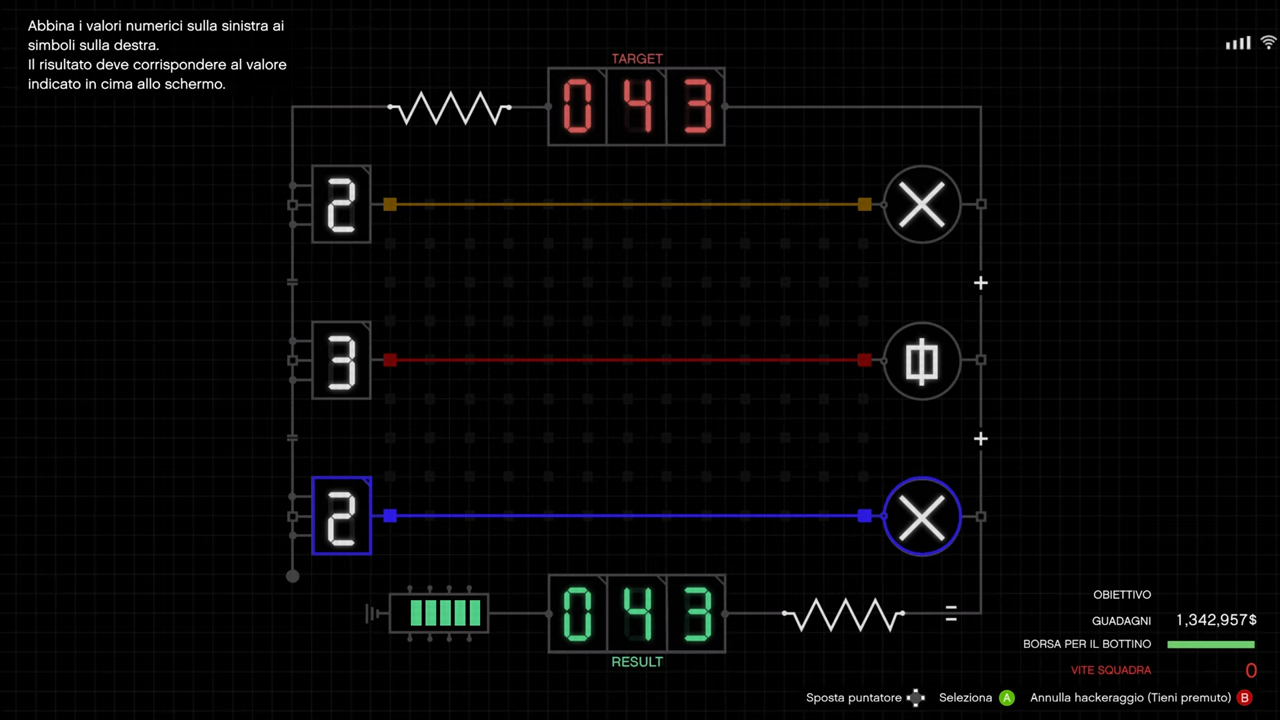 Abbina i valori numerici sulla sinistra ai
simboli sulla destra.
Il risultato deve corrispondere al valore
indicato in cima allo schermo.
TARGET
043
2
3
2
+
+
=
043
RESULT
OBIETTIVO
GUADAGNI 1,342,957$
BORSA PER IL BOTTINO
VITE SQUADRA 0
Sposta puntatore Seleziona A Annulla hackeraggio (Tieni premuto) B